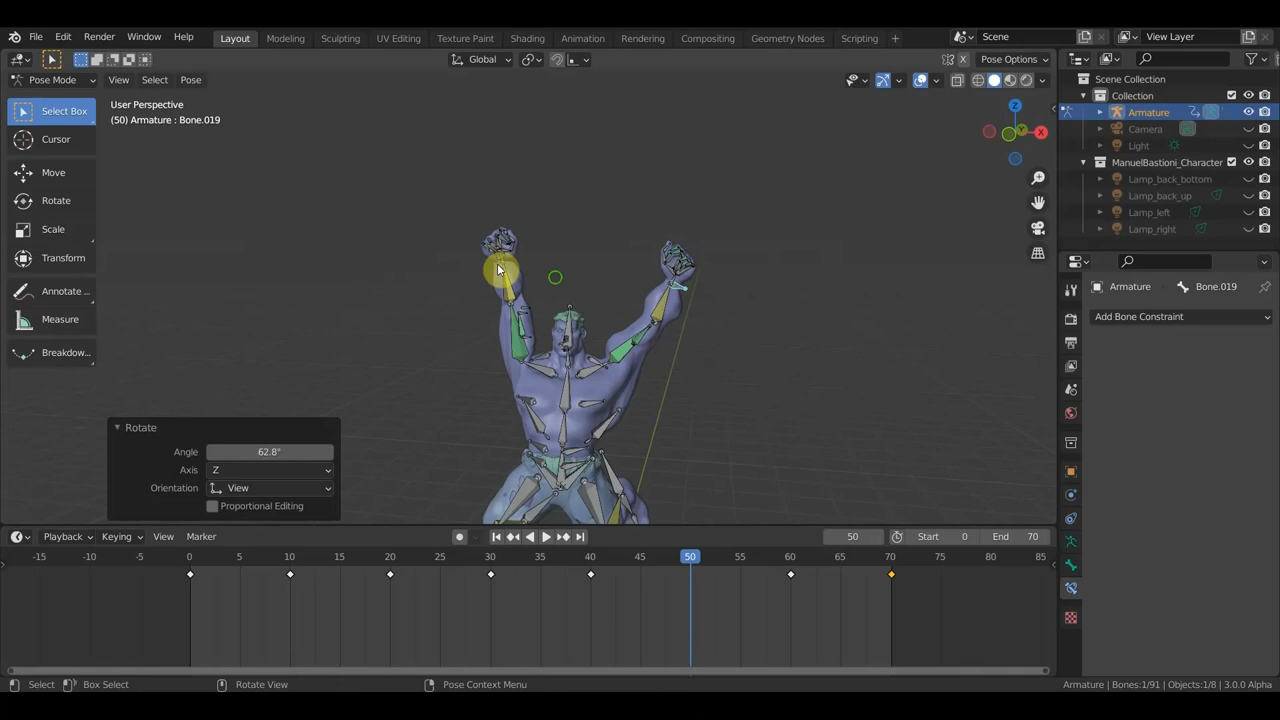 File Edit Render Window Help Layout Modeling Sculpting UV Editing Texture Paint Shading Animation Rendering Compositing Geometry Nodes Scripting + Scene View Layer
Global Pose Options
Pose Mode View Select Pose
Select Box
Cursor
Move
Rotate
Scale
Transform
Annotate ...
Measure
Breakdow...
User Perspective
(50) Armature : Bone.019
Z
X
Y
Rotate
Angle 62.8°
Axis Z
Orientation View
Proportional Editing
Scene Collection
Collection
Armature
Camera
Light
ManuelBastioni_Character
Lamp_back_bottom
Lamp_back_up
Lamp_left
Lamp_right
Armature Bone.019
Add Bone Constraint
Playback Keying View Marker 50 Start 0 End 70
-15 -10 -5 0 5 10 15 20 25 30 35 40 45 50 55 60 65 70 75 80 85
Select Box Select Rotate View Pose Context Menu Armature | Bones:1/91 | Objects:1/8 | 3.0.0 Alpha